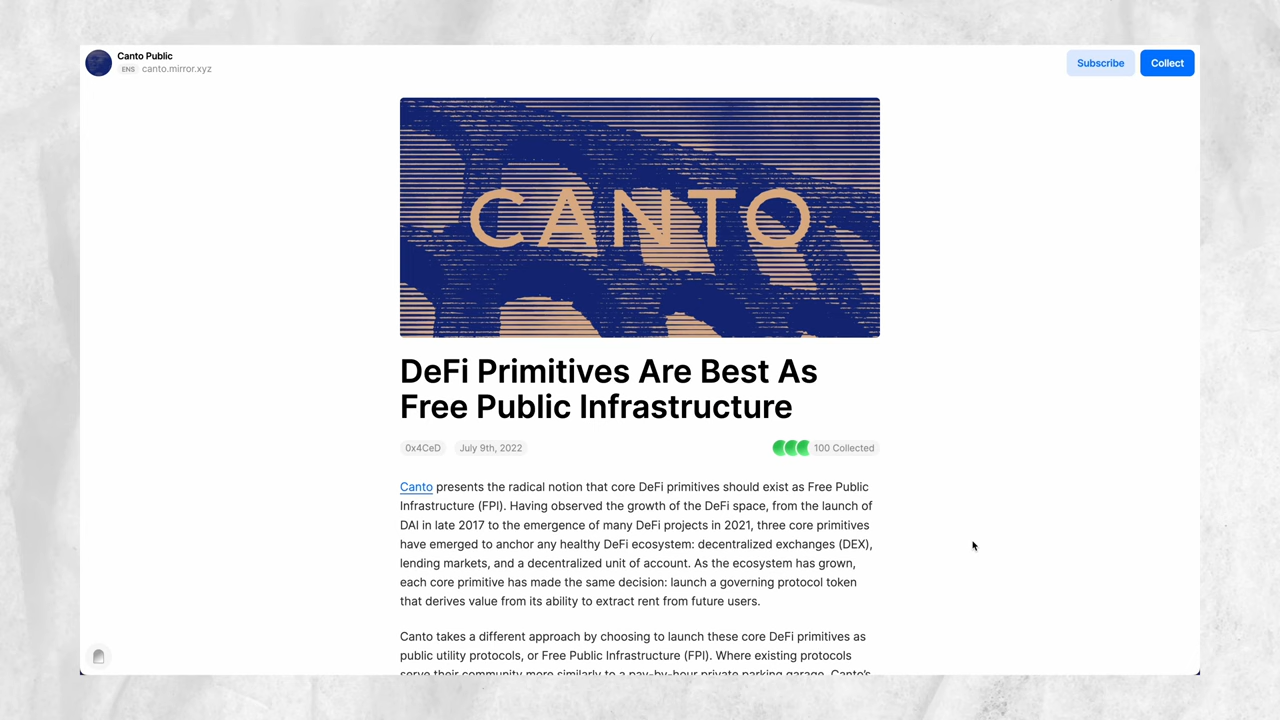 Canto Public
ENS canto.mirror.xyz
Subscribe
Collect
CANTO
DeFi Primitives Are Best As
Free Public Infrastructure
0x4CeD
July 9th, 2022
100 Collected
Canto presents the radical notion that core DeFi primitives should exist as Free Public
Infrastructure (FPI). Having observed the growth of the DeFi space, from the launch of
DAI in late 2017 to the emergence of many DeFi projects in 2021, three core primitives
have emerged to anchor any healthy DeFi ecosystem: decentralized exchanges (DEX),
lending markets, and a decentralized unit of account. As the ecosystem has grown,
each core primitive has made the same decision: launch a governing protocol token
that derives value from its ability to extract rent from future users.
Canto takes a different approach by choosing to launch these core DeFi primitives as
public utility protocols, or Free Public Infrastructure (FPI). Where existing protocols
serve their community more similarly to a pay-by-hour private parking garage, Canto's